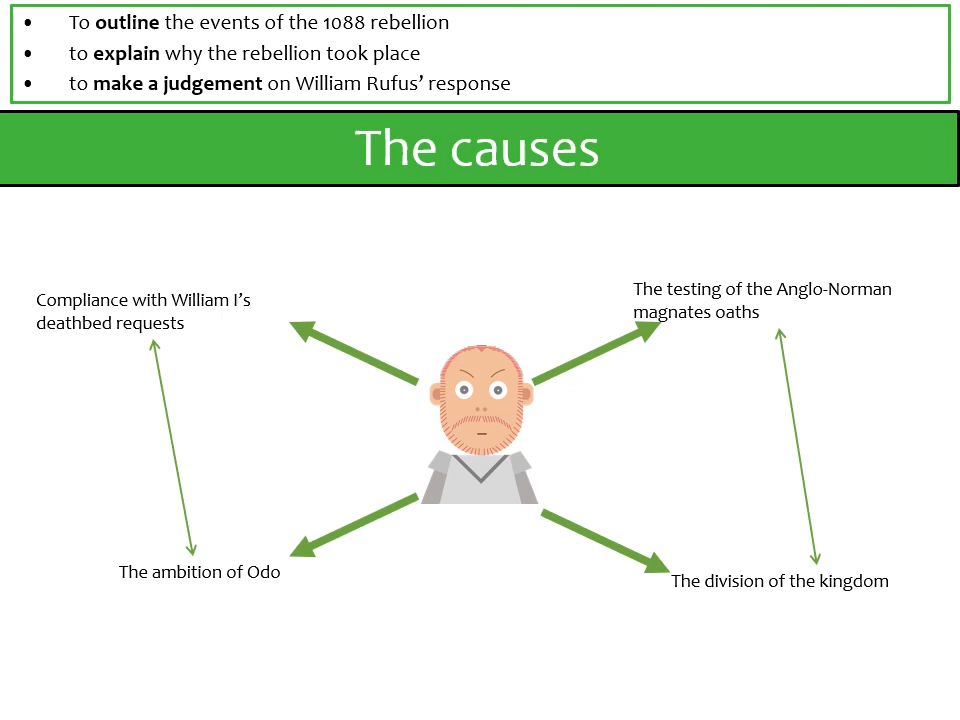 • To outline the events of the 1088 rebellion
• to explain why the rebellion took place
• to make a judgement on William Rufus’ response
The causes
Compliance with William I’s
deathbed requests
The testing of the Anglo-Norman
magnates oaths
The ambition of Odo
The division of the kingdom